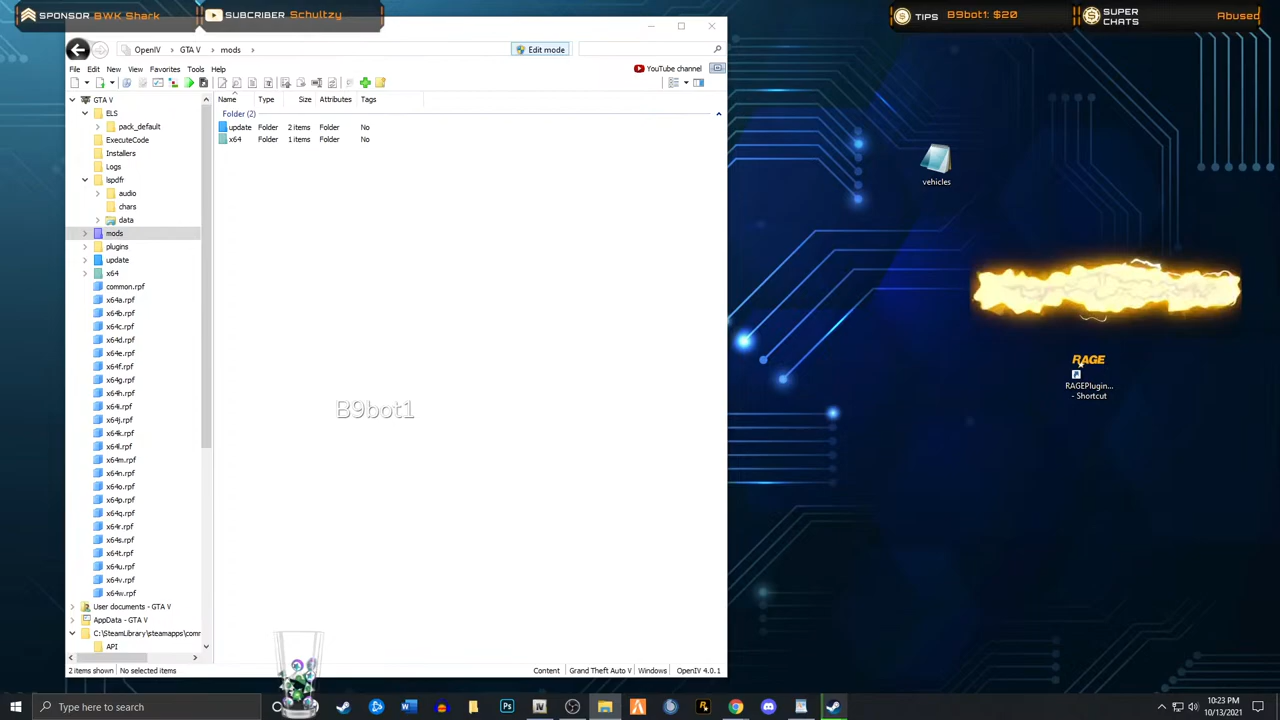 SPONSOR BWK Shark
SUBCRIBER Schultzy
TIPS B9bot1: $20
SUPER CHATS Abused
OpenIV GTA V mods
Edit mode
File Edit New View Favorites Tools Help
YouTube channel
GTA V
ELS
pack_default
ExecuteCode
Installers
Logs
lspdfr
audio
chars
data
mods
plugins
update
x64
common.rpf
x64a.rpf
x64b.rpf
x64c.rpf
x64d.rpf
x64e.rpf
x64f.rpf
x64g.rpf
x64h.rpf
x64i.rpf
x64j.rpf
x64k.rpf
x64l.rpf
x64m.rpf
x64n.rpf
x64o.rpf
x64p.rpf
x64q.rpf
x64r.rpf
x64s.rpf
x64t.rpf
x64u.rpf
x64v.rpf
x64w.rpf
User documents - GTA V
AppData - GTA V
C:\SteamLibrary\steamapps\comr
API
Name Type Size Attributes Tags
Folder (2)
update Folder 2 items Folder No
x64 Folder 1 items Folder No
B9bot1
2 items shown No selected items Content Grand Theft Auto V Windows OpenIV 4.0.1
vehicles
RAGE
RAGEPlugin...
- Shortcut
Type here to search
10:23 PM
10/13/2021